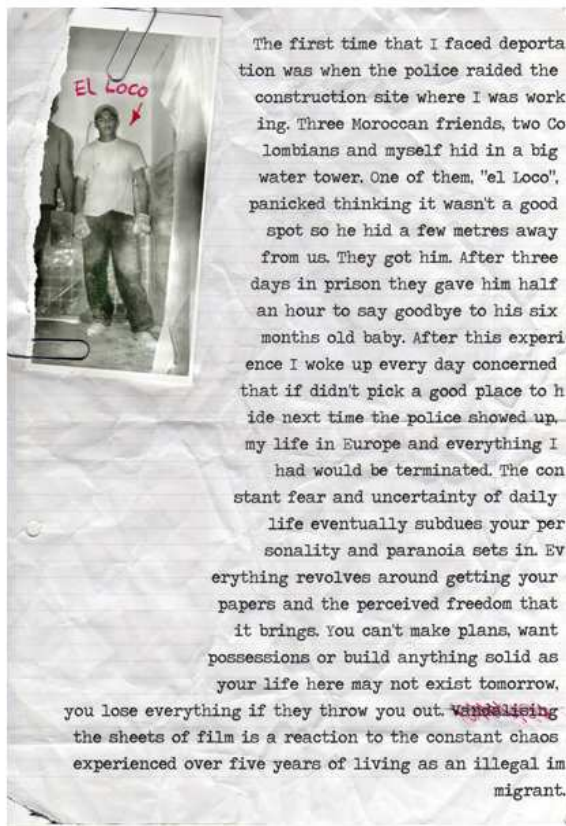 EL LOCO
The first time that I faced deporta
tion was when the police raided the
construction site where I was work
ing. Three Moroccan friends, two Co
lombians and myself hid in a big
water tower. One of them, "el Loco",
panicked thinking it wasn't a good
spot so he hid a few metres away
from us. They got him. After three
days in prison they gave him half
an hour to say goodbye to his six
months old baby. After this experi
ence I woke up every day concerned
that if didn't pick a good place to h
ide next time the police showed up,
my life in Europe and everything I
had would be terminated. The con
stant fear and uncertainty of daily
life eventually subdues your per
sonality and paranoia sets in. Ev
erything revolves around getting your
papers and the perceived freedom that
it brings. You can't make plans, want
possessions or build anything solid as
your life here may not exist tomorrow,
you lose everything if they throw you out. Vandalising
the sheets of film is a reaction to the constant chaos
experienced over five years of living as an illegal im
migrant.